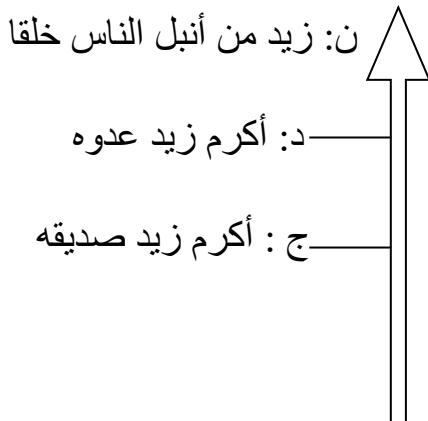 ن: زيد من أنبل الناس خلقا
د: أكرم زيد عدوه
ج : أكرم زيد صديقه